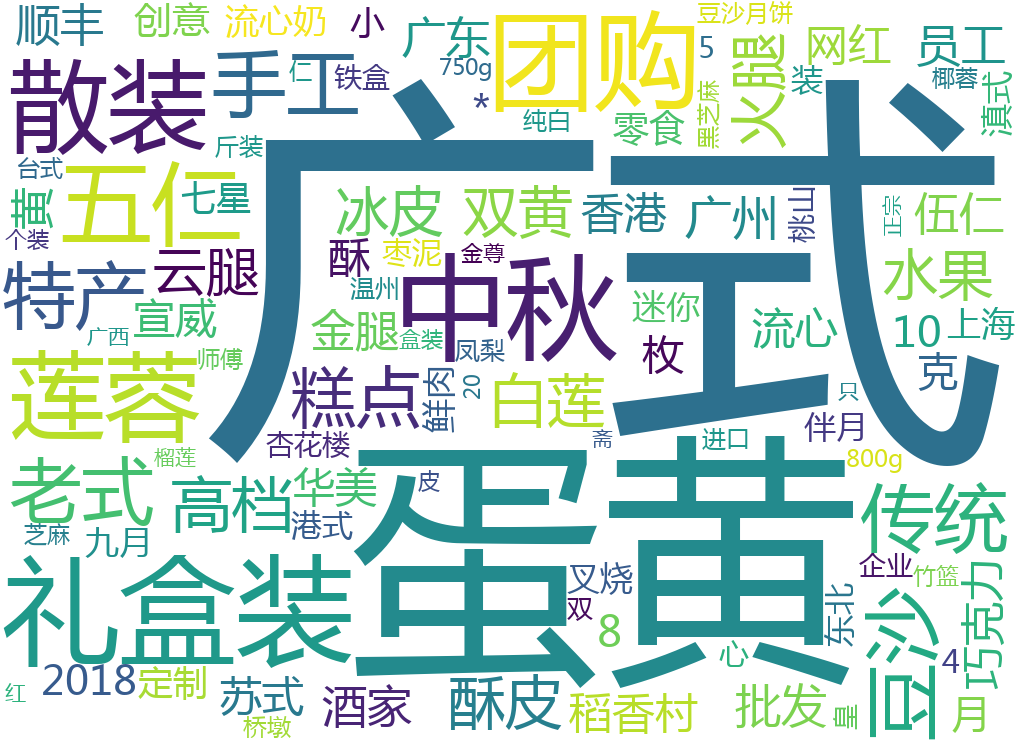 顺丰
创意
流心奶
小
广东
团购
豆沙月饼
5
网红
员工
散装
手工
仁
铁盒
750g
*
纯白
零食
黑芝麻
火腿
装
椰蓉
滇式
斤装
广式
台式
五仁
七星
黄
个装
冰皮
双黄
香港
广州
桃山
正宗
伍仁
特产
云腿
酥
枣泥
金尊
中秋
温州
迷你
水果
宣威
广西
金腿
盒装
凤梨
枚
流心
10
上海
师傅
莲蓉
糕点
鲜肉
20
白莲
克
只
伴月
杏花楼
榴莲
斋
进口
800g
老式
高档
华美
皮
蛋黄
传统
芝麻
九月
港式
礼盒装
叉烧
双
8
东北
企业
竹篮
巧克力
豆沙
心
4
红
2018
定制
苏式
桥墩
酒家
酥皮
稻香村
批发
皇
月